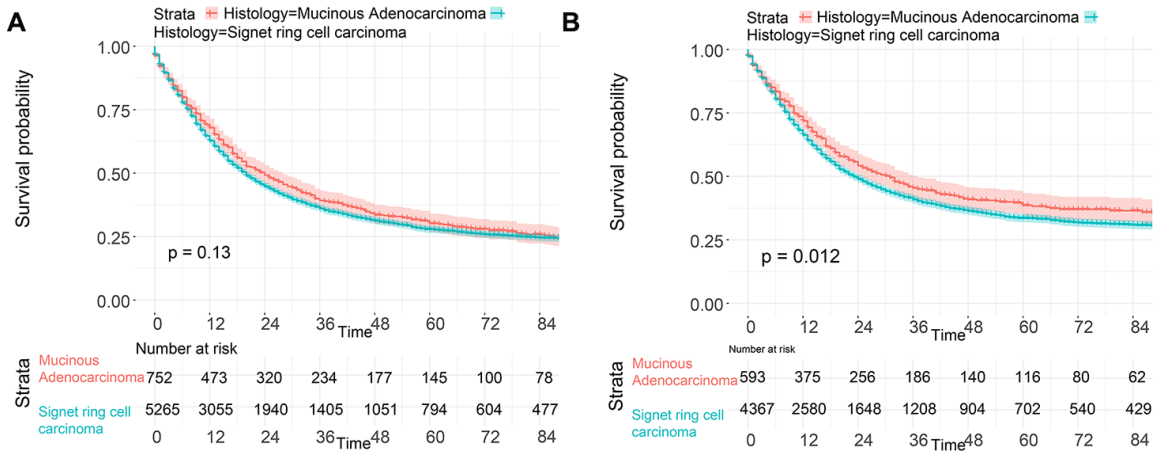 A
Strata Histology=Mucinous Adenocarcinoma
Histology=Signet ring cell carcinoma
Survival probability
1.00
0.75
0.50
0.25
0.00
p = 0.13
0 12 24 36 48 60 72 84
Time
Number at risk
Strata
Mucinous
Adenocarcinoma 752 473 320 234 177 145 100 78
Signet ring cell
carcinoma 5265 3055 1940 1405 1051 794 604 477
0 12 24 36 48 60 72 84
Time
B
Strata Histology=Mucinous Adenocarcinoma
Histology=Signet ring cell carcinoma
Survival probability
1.00
0.75
0.50
0.25
0.00
p = 0.012
0 12 24 36 48 60 72 84
Time
Number at risk
Strata
Mucinous
Adenocarcinoma 593 375 256 186 140 116 80 62
Signet ring cell
carcinoma 4367 2580 1648 1208 904 702 540 429
0 12 24 36 48 60 72 84
Time